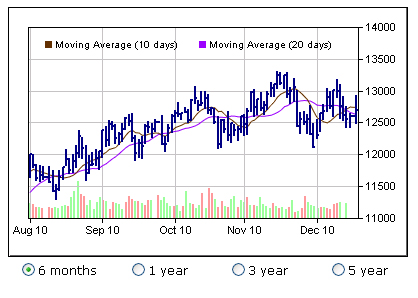 14000
Moving Average (10 days) Moving Average (20 days)
13500
13000
12500
12000
11500
11000
Aug 10 Sep 10 Oct 10 Nov 10 Dec 10
6 months 1 year 3 year 5 year